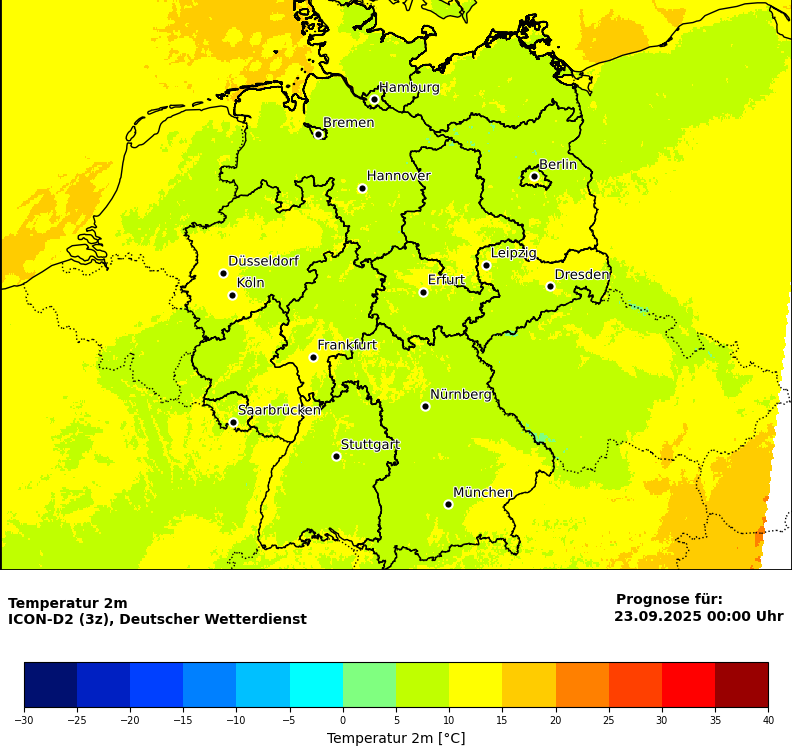 Hamburg
Bremen
Berlin
Hannover
Leipzig
Düsseldorf
Dresden
Köln
Erfurt
Frankfurt
Nürnberg
Saarbrücken
Stuttgart
München
Temperatur 2m
ICON-D2 (3z), Deutscher Wetterdienst
Prognose für:
23.09.2025 00:00 Uhr
−30 −25 −20 −15 −10 −5 0 5 10 15 20 25 30 35 40
Temperatur 2m [°C]